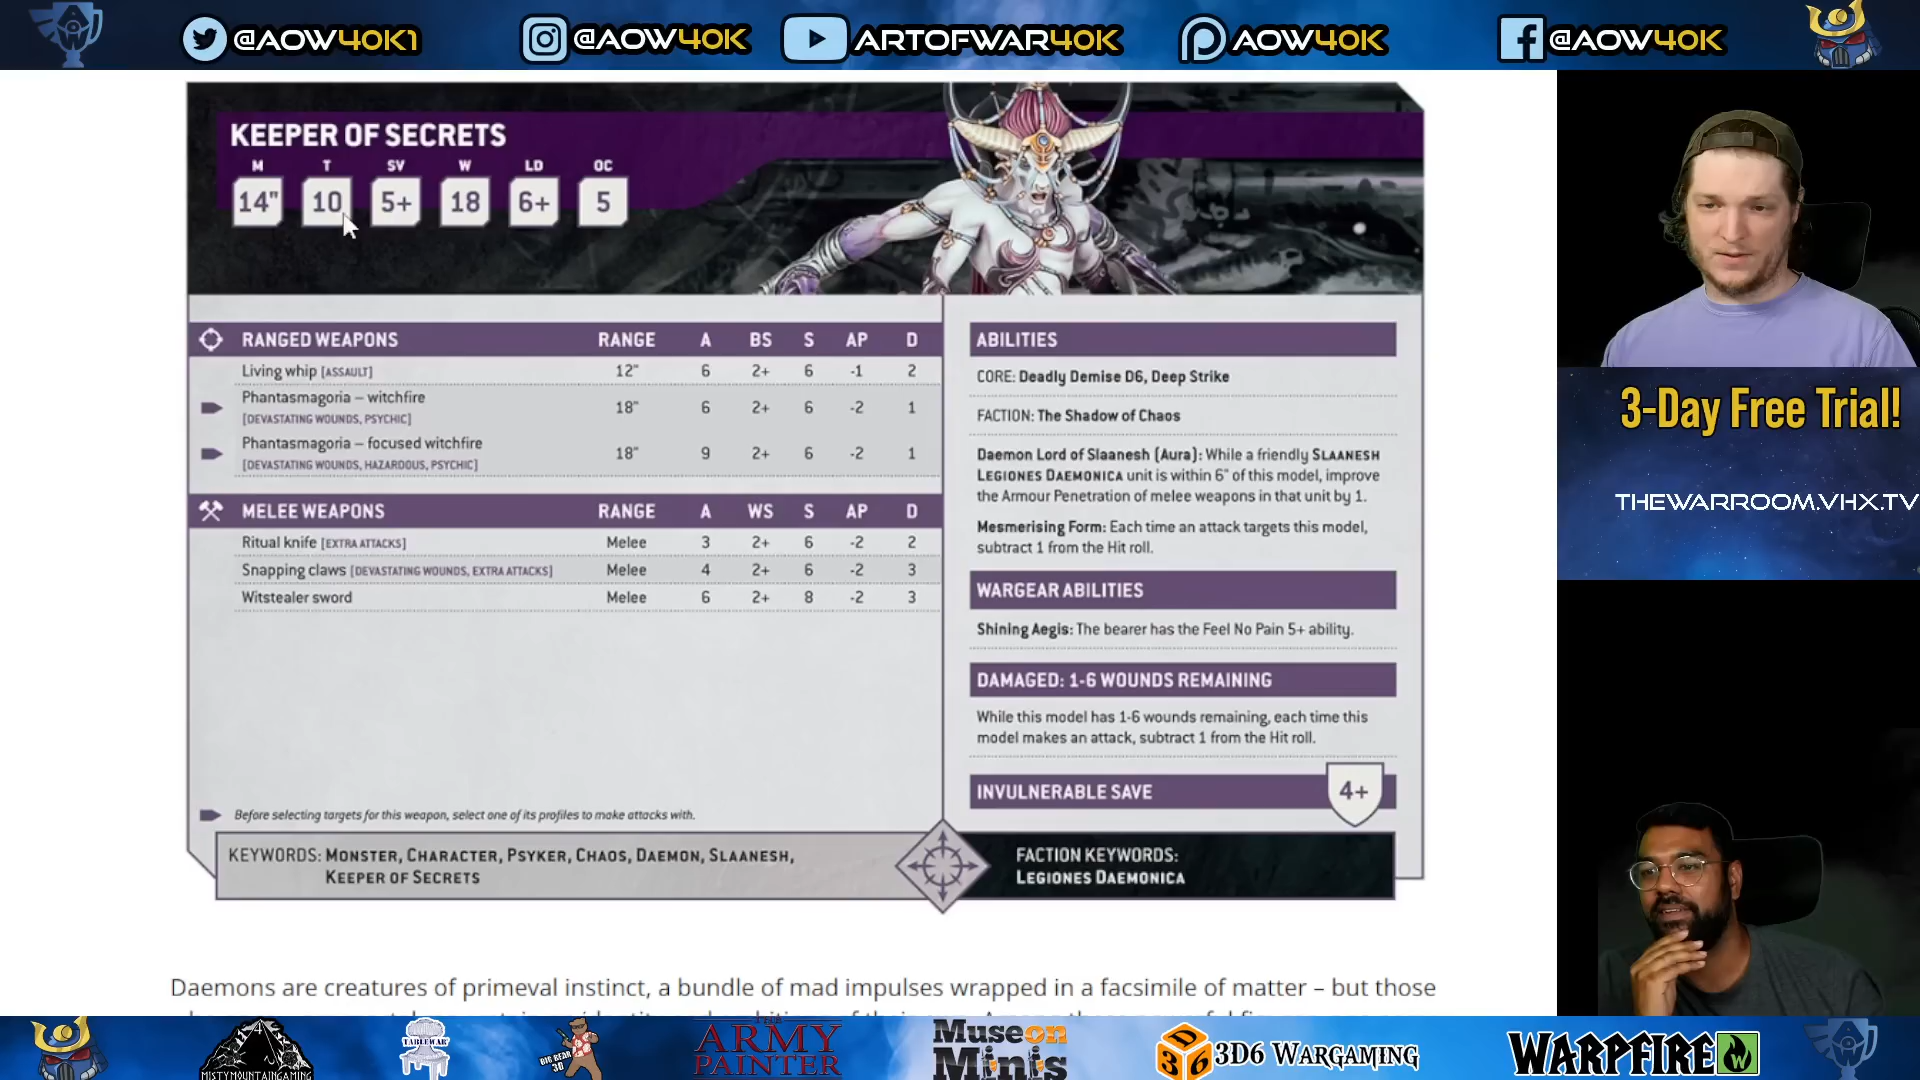 @AOW40K1 @AOW40K ARTOFWAR40K AOW40K @AOW40K
KEEPER OF SECRETS
M T SV W LD OC
14" 10 5+ 18 6+ 5
RANGED WEAPONS RANGE A BS S AP D
Living whip [ASSAULT] 12" 6 2+ 6 -1 2
Phantasmagoria – witchfire
[DEVASTATING WOUNDS, PSYCHIC] 18" 6 2+ 6 -2 1
Phantasmagoria – focused witchfire
[DEVASTATING WOUNDS, HAZARDOUS, PSYCHIC] 18" 9 2+ 6 -2 1
MELEE WEAPONS RANGE A WS S AP D
Ritual knife [EXTRA ATTACKS] Melee 3 2+ 6 -2 2
Snapping claws [DEVASTATING WOUNDS, EXTRA ATTACKS] Melee 4 2+ 6 -2 3
Witstealer sword Melee 6 2+ 8 -2 3
Before selecting targets for this weapon, select one of its profiles to make attacks with.
ABILITIES
CORE: Deadly Demise D6, Deep Strike
FACTION: The Shadow of Chaos
Daemon Lord of Slaanesh (Aura): While a friendly SLAANESH
LEGIONES DAEMONICA unit is within 6" of this model, improve
the Armour Penetration of melee weapons in that unit by 1.
Mesmerising Form: Each time an attack targets this model,
subtract 1 from the Hit roll.
WARGEAR ABILITIES
Shining Aegis: The bearer has the Feel No Pain 5+ ability.
DAMAGED: 1-6 WOUNDS REMAINING
While this model has 1-6 wounds remaining, each time this
model makes an attack, subtract 1 from the Hit roll.
INVULNERABLE SAVE 4+
KEYWORDS: MONSTER, CHARACTER, PSYKER, CHAOS, DAEMON, SLAANESH,
KEEPER OF SECRETS
FACTION KEYWORDS:
LEGIONES DAEMONICA
3-Day Free Trial!
THEWARROOM.VHX.TV
Daemons are creatures of primeval instinct, a bundle of mad impulses wrapped in a facsimile of matter – but those
MISTYMOUNTAINGAMING
TABLEWAR
BIG BEAR
3D
THE
ARMY
PAINTER
Museon
Minis
3D6 WARGAMING
WARPFIRE